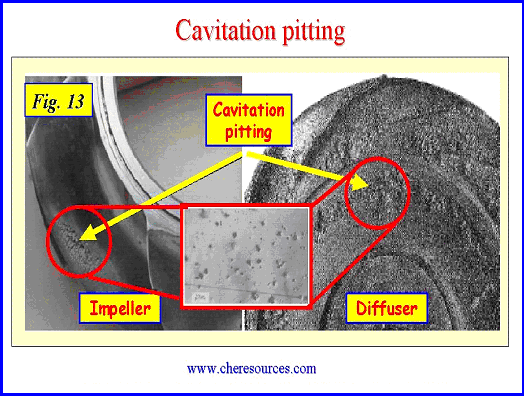 Cavitation pitting
Fig. 13
Cavitation
pitting
Impeller
Diffuser
www.cheresources.com